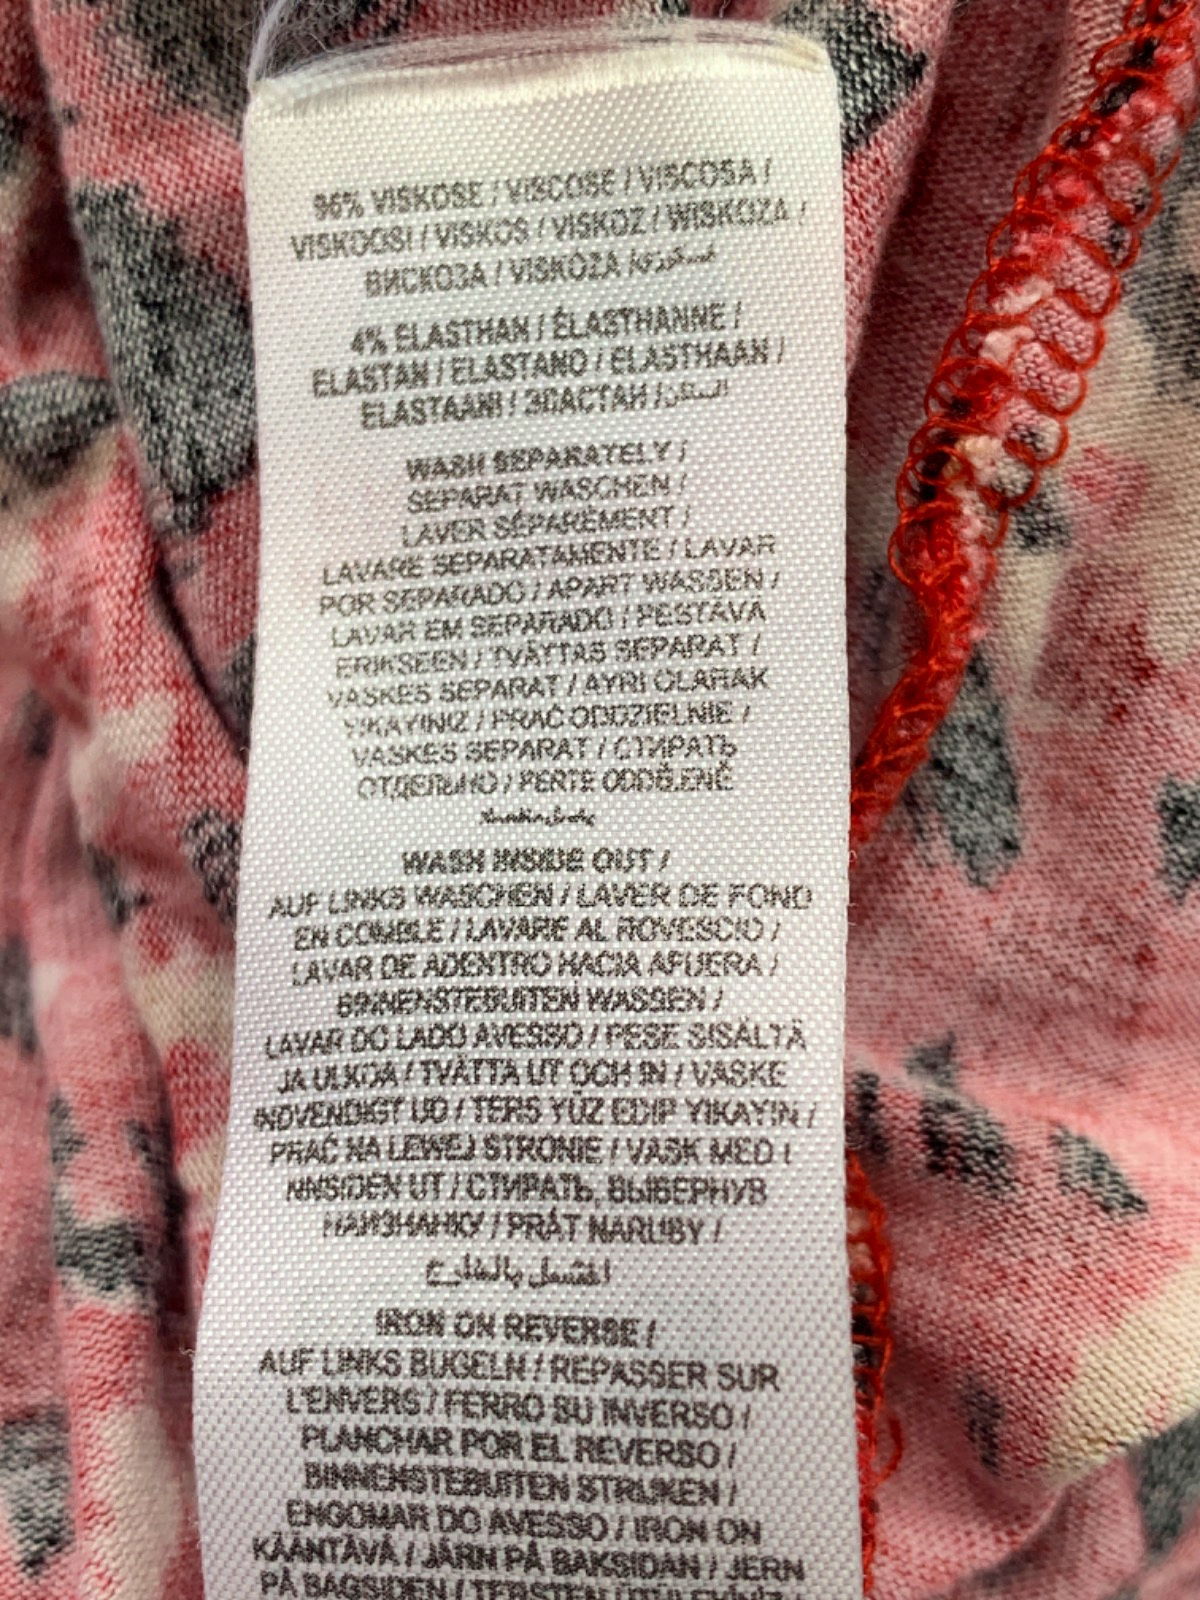 96% VISKOSE / VISCOSE / VISCOSA /
VISKOOSI / VISKOS / VISKOZ / WISKOZA /
ВИСКОЗА / VISKÓZA /
4% ELASTHAN / ÉLASTHANNE /
ELASTAN / ELASTANO / ELASTHAAN /
ELASTAANI / ЭЛАСТАН /
WASH SEPARATELY /
SEPARAT WASCHEN /
LAVER SÉPARÉMENT /
LAVARE SEPARATAMENTE / LAVAR
POR SEPARADO / APART WASSEN /
LAVAR EM SEPARADO / PESTÄVÄ
ERIKSEEN / TVÄTTAS SEPARAT /
VASKES SEPARAT / AYRI OLARAK
YIKAYINIZ / PRAĆ ODDZIELNIE /
VASKES SEPARAT / СТИРАТЬ
ОТДЕЛЬНО / PERTE ODDĚLENĚ
WASH INSIDE OUT /
AUF LINKS WASCHEN / LAVER DE FOND
EN COMBLE / LAVARE AL ROVESCIO /
LAVAR DE ADENTRO HACIA AFUERA /
BINNENSTEBUITEN WASSEN /
LAVAR DO LADO AVESSO / PESE SISÄLTÄ
JA ULKOA / TVÄTTA UT OCH IN / VASKE
INDVENDIGT UD / TERS YÜZ EDIP YIKAYIN /
PRAĆ NA LEWEJ STRONIE / VASK MED
INNSIDEN UT / СТИРАТЬ, ВЫВЕРНУВ
НАИЗНАНКУ / PRÁT NARUBY /
IRON ON REVERSE /
AUF LINKS BÜGELN / REPASSER SUR
L'ENVERS / FERRO SU INVERSO /
PLANCHAR POR EL REVERSO /
BINNENSTEBUITEN STRIJKEN /
ENGOMAR DO AVESSO / IRON ON
KÄÄNTÄVÄ / JÄRN PÅ BAKSIDAN / JERN
PÅ BAGSIDEN / TERSTEN ÜTÜLEYİNİZ